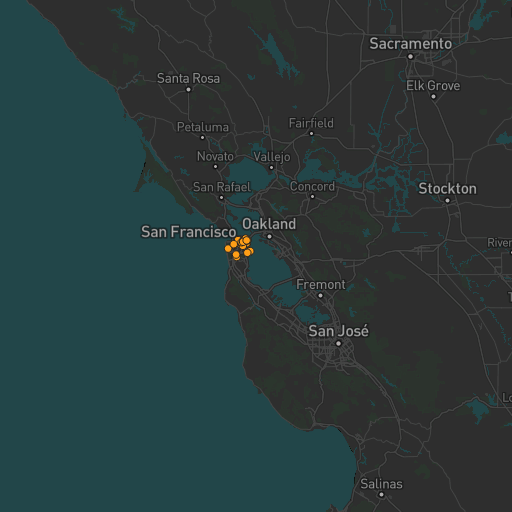 Sacramento
Santa Rosa
Elk Grove
Fairfield
Petaluma
Novato
Vallejo
San Rafael
Concord
Stockton
Oakland
San Francisco
River
Fremont
San José
Lo
Salinas